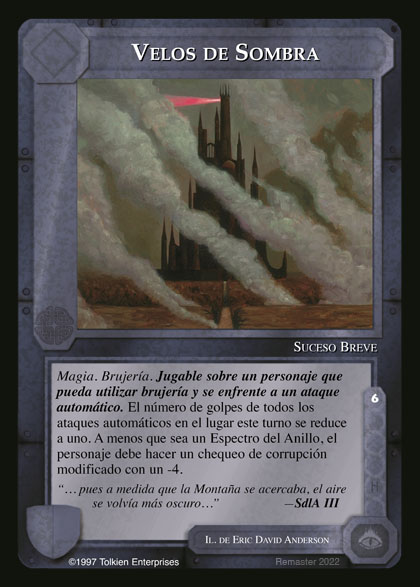 VELOS DE SOMBRA
SUCESO BREVE
Magia. Brujería. Jugable sobre un personaje que
pueda utilizar brujería y se enfrente a un ataque
automático. El número de golpes de todos los
ataques automáticos en el lugar este turno se reduce
a uno. A menos que sea un Espectro del Anillo, el
personaje debe hacer un chequeo de corrupción
modificado con un -4.
6
“… pues a medida que la Montaña se acercaba, el aire
se volvía más oscuro…” —SdlA III
H
IL. DE ERIC DAVID ANDERSON
©1997 Tolkien Enterprises
Remaster 2022